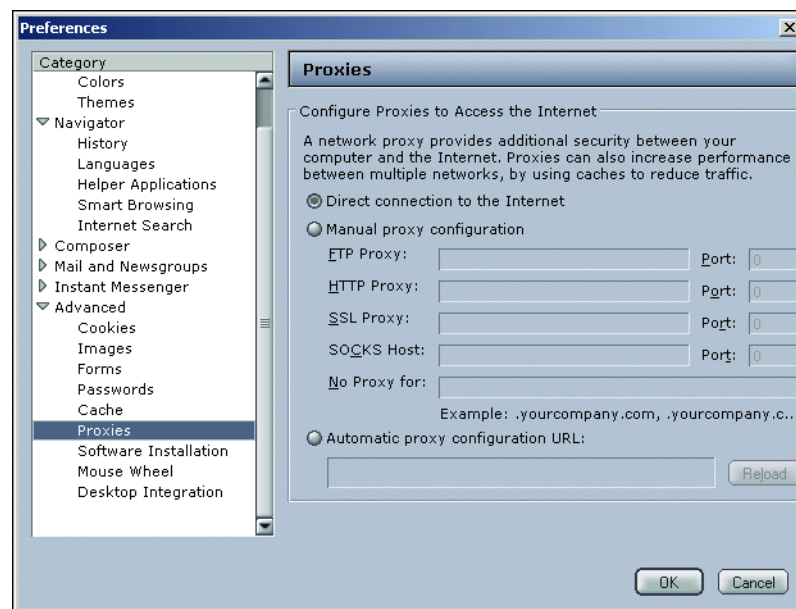 Preferences
Category
Colors
Themes
Navigator
History
Languages
Helper Applications
Smart Browsing
Internet Search
Composer
Mail and Newsgroups
Instant Messenger
Advanced
Cookies
Images
Forms
Passwords
Cache
Proxies
Software Installation
Mouse Wheel
Desktop Integration
Proxies
Configure Proxies to Access the Internet
A network proxy provides additional security between your
computer and the Internet. Proxies can also increase performance
between multiple networks, by using caches to reduce traffic.
Direct connection to the Internet
Manual proxy configuration
FTP Proxy: Port: 0
HTTP Proxy: Port: 0
SSL Proxy: Port: 0
SOCKS Host: Port: 0
No Proxy for:
Example: .yourcompany.com, .yourcompany.c..
Automatic proxy configuration URL:
Reload
OK Cancel